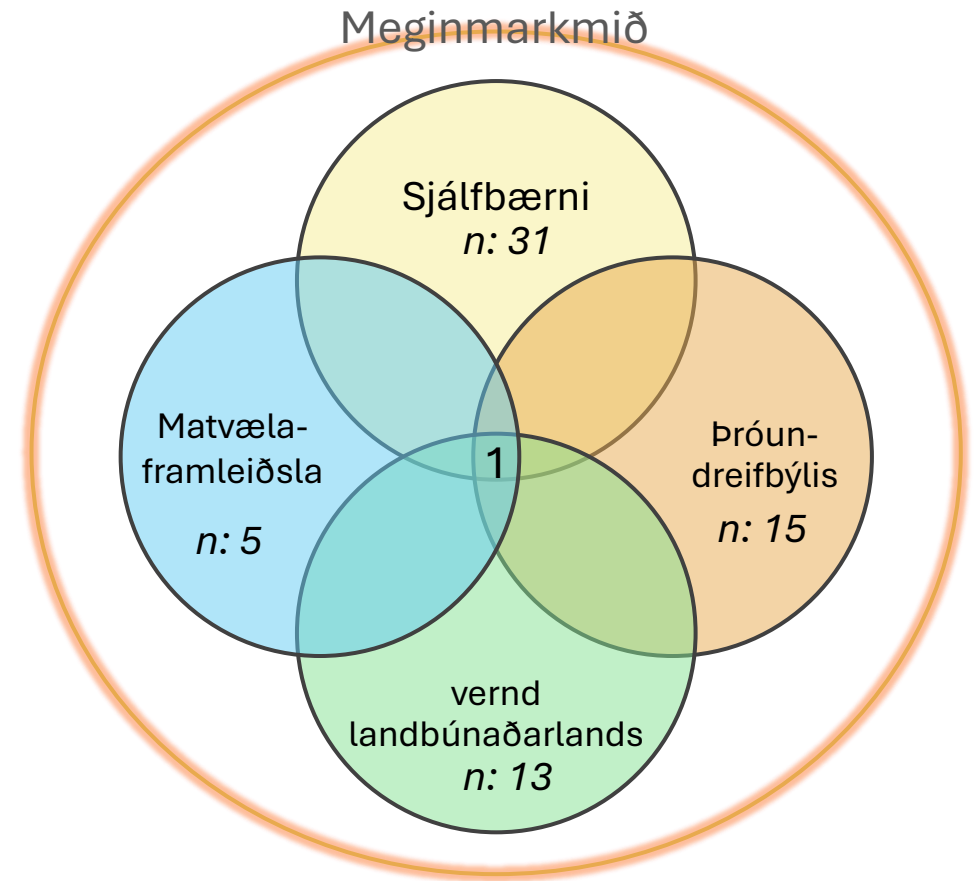 Meginmarkmið
Sjálfbærni
n: 31
Matvæla-
framleiðsla
n: 5
1
Þróun-
dreifbýlis
n: 15
vernd
landbúnaðarlands
n: 13